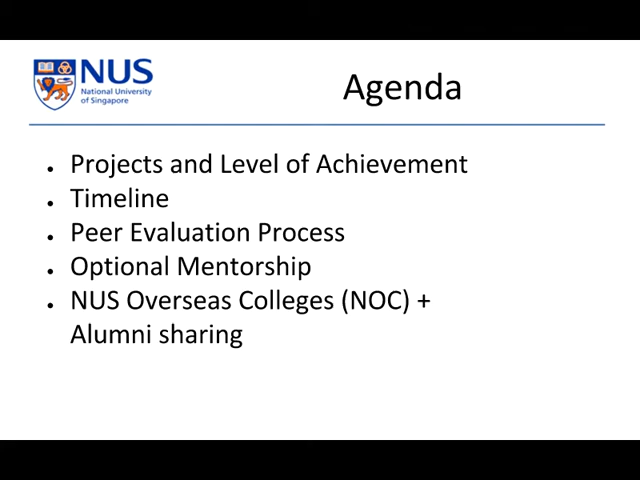 NUS
National University
of Singapore
Agenda
• Projects and Level of Achievement
• Timeline
• Peer Evaluation Process
• Optional Mentorship
• NUS Overseas Colleges (NOC) +
Alumni sharing